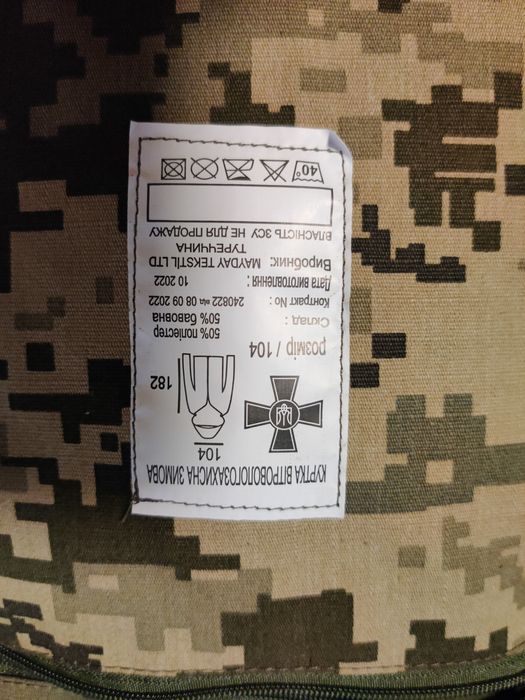 КУРТКА ВІТРОВОЛОГОЗАХИСНА ЗИМОВА
104
182
розмір / 104
Склад : 50% поліестер
50% бавовна
Контракт No : 240822 від 08 09 2022
Дата виготовлення : 10 2022
Виробник: MAYDAY TEKSTİL LTD
ТУРЕЧЧИНА
ВЛАСНІСТЬ ЗСУ НЕ ДЛЯ ПРОДАЖУ
40°